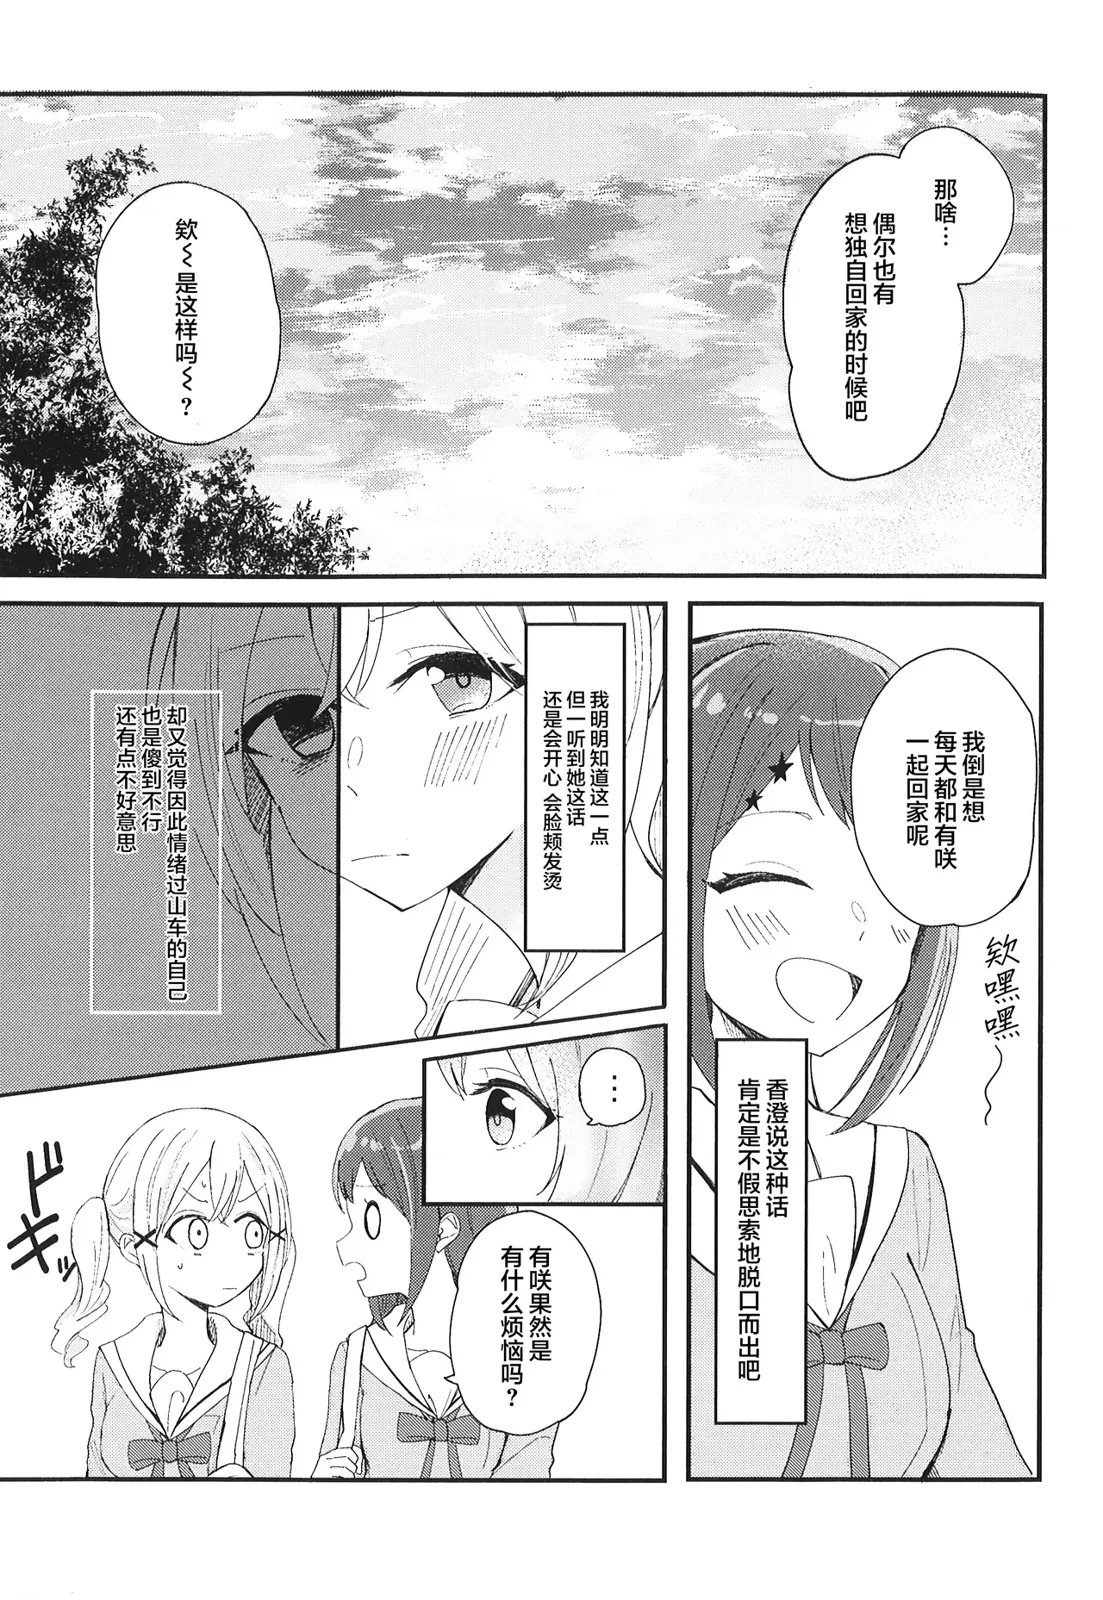 那啥…
偶尔也有
想独自回家的时候吧
欸～是这样吗～？
我倒是想
每天都和有咲
一起回家呢
欸嘿嘿～
香澄说这种话
肯定是不假思索地脱口而出吧
我明明知道这一点
但一听到她这话
还是会开心 会脸颊发烫
却又觉得因此情绪过山车的自己
也是傻到不行
还有点不好意思
…
有咲果然是
有什么烦恼吗？
ドキッ